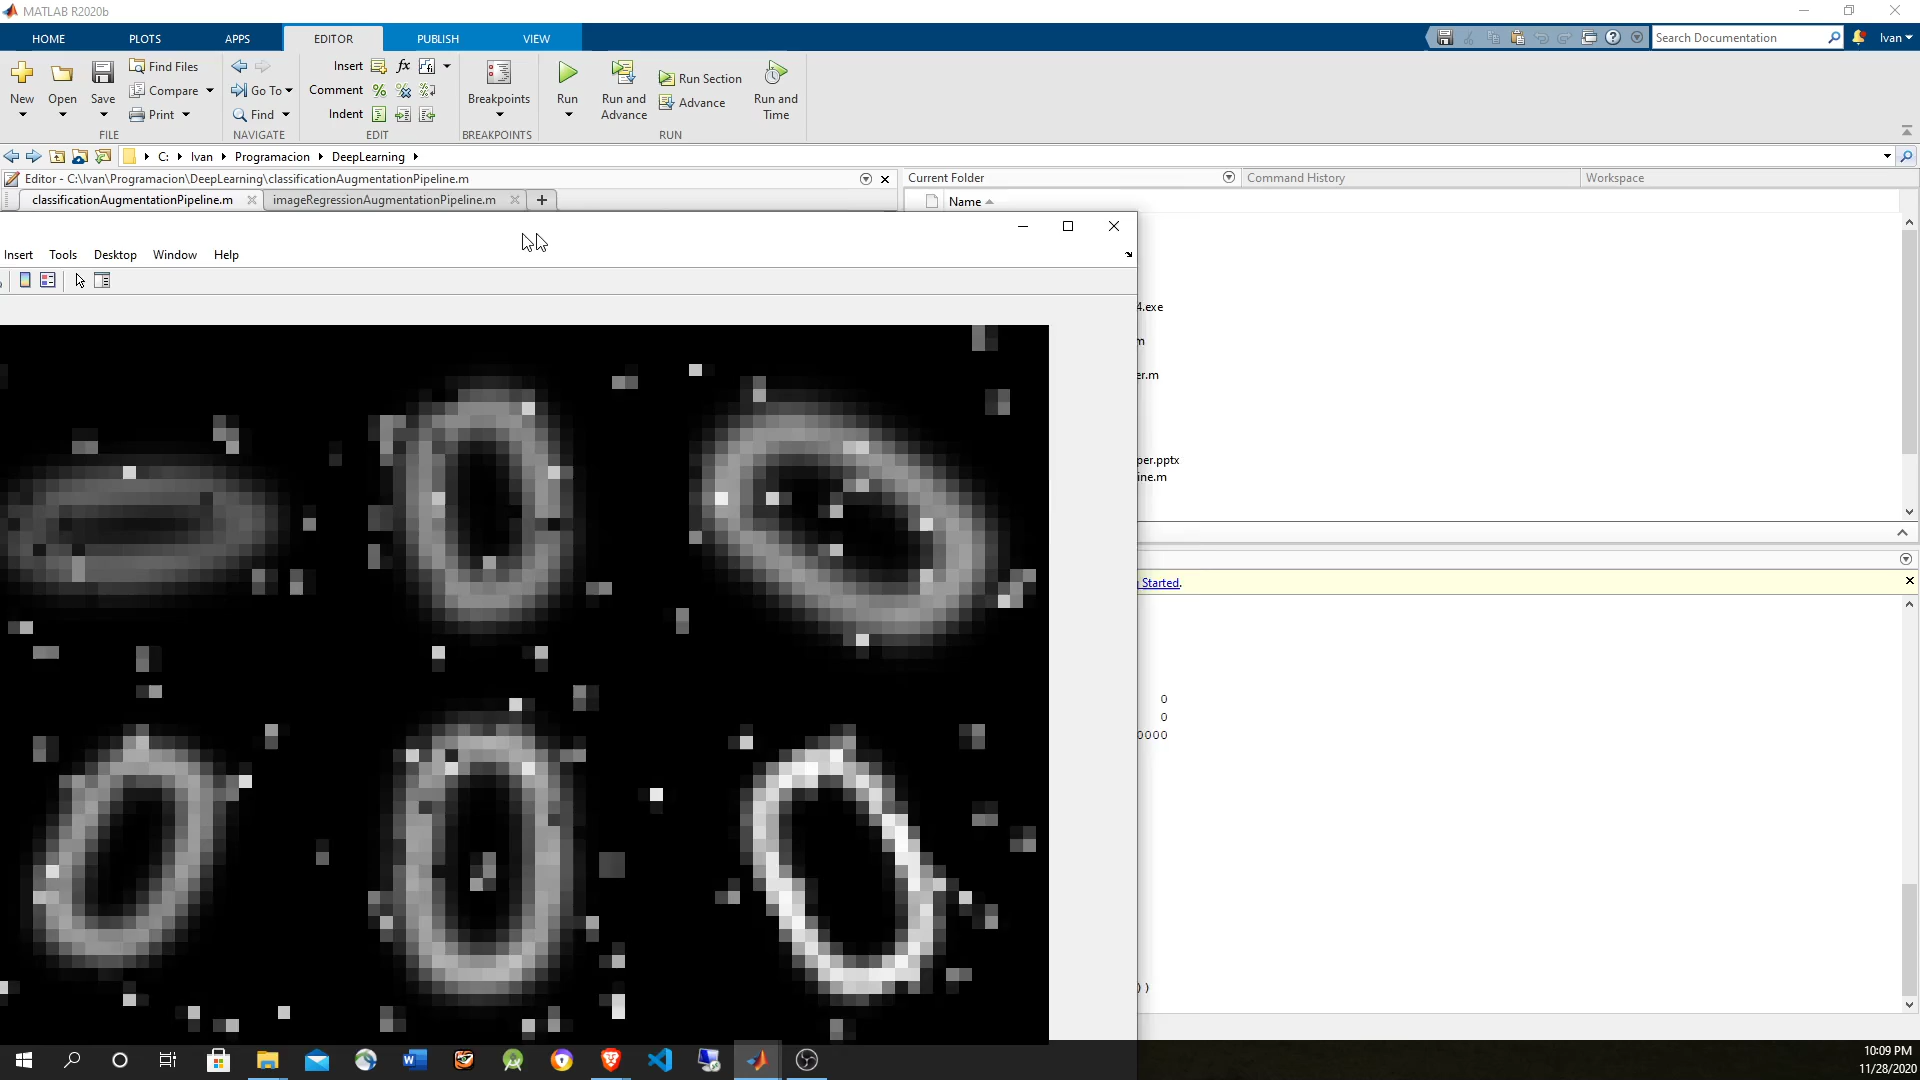 MATLAB R2020b
HOME PLOTS APPS EDITOR PUBLISH VIEW
Search Documentation
Ivan
New
Open
Save
Find Files
Compare
Print
FILE
Go To
Find
NAVIGATE
Insert
fx
Comment
Indent
EDIT
Breakpoints
BREAKPOINTS
Run
Run and Advance
Run Section
Advance
Run and Time
RUN
C: Ivan Programacion DeepLearning
Editor - C:\Ivan\Programacion\DeepLearning\classificationAugmentationPipeline.m
classificationAugmentationPipeline.m imageRegressionAugmentationPipeline.m
Current Folder
Command History
Workspace
Name
Insert Tools Desktop Window Help
4.exe
m
er.m
per.pptx
ine.m
Started.
0
0
0000
))
10:09 PM
11/28/2020